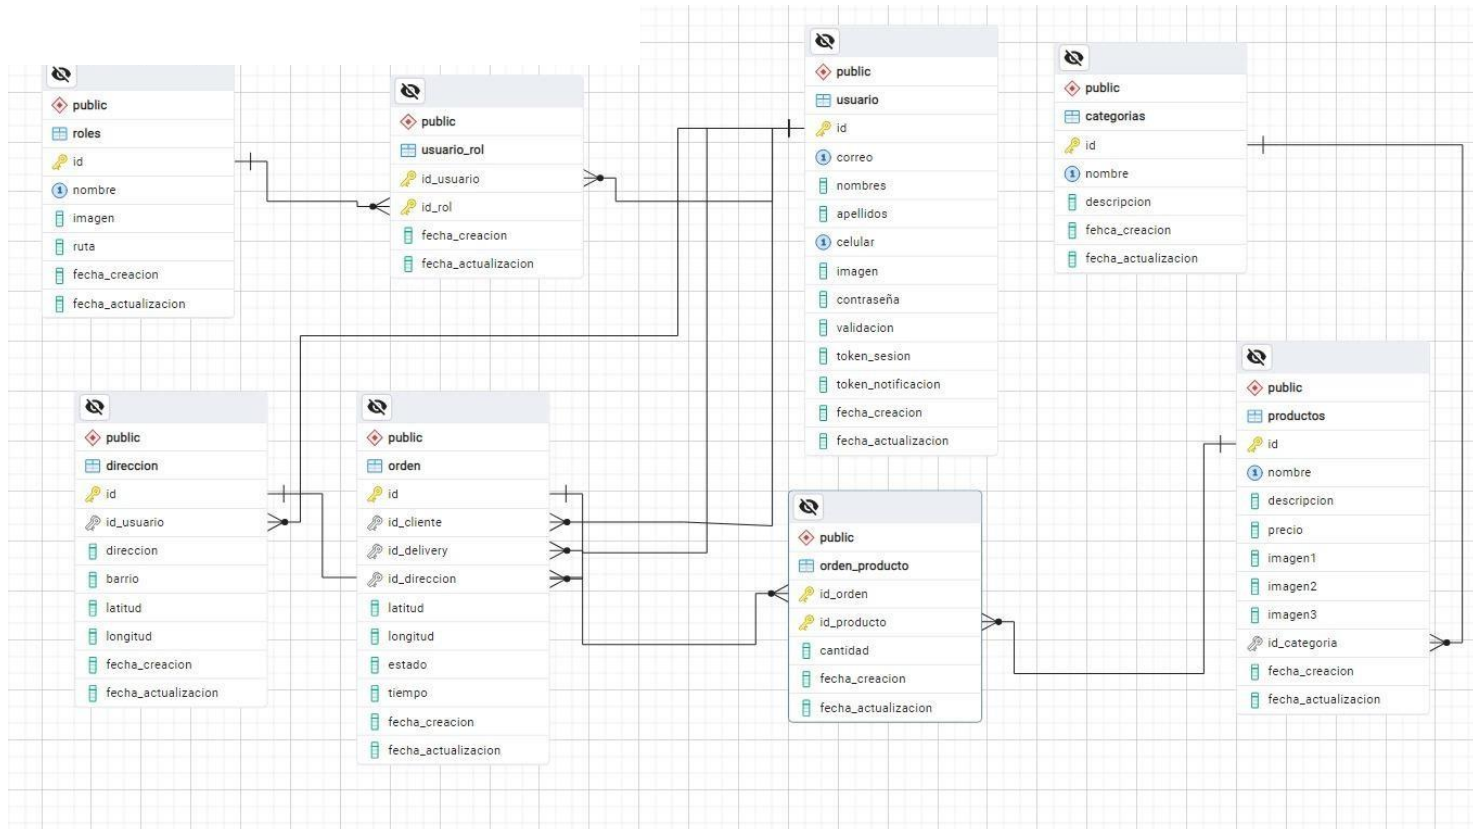 public
roles
id
nombre
imagen
ruta
fecha_creacion
fecha_actualizacion
public
usuario_rol
id_usuario
id_rol
fecha_creacion
fecha_actualizacion
public
usuario
id
1 correo
nombres
apellidos
1 celular
imagen
contraseña
validacion
token_sesion
token_notificacion
fecha_creacion
fecha_actualizacion
public
categorias
id
1 nombre
descripcion
fehca_creacion
fecha_actualizacion
public
direccion
id
id_usuario
direccion
barrio
latitud
longitud
fecha_creacion
fecha_actualizacion
public
orden
id
id_cliente
id_delivery
id_direccion
latitud
longitud
estado
tiempo
fecha_creacion
fecha_actualizacion
public
orden_producto
id_orden
id_producto
cantidad
fecha_creacion
fecha_actualizacion
public
productos
id
1 nombre
descripcion
precio
imagen1
imagen2
imagen3
id_categoria
fecha_creacion
fecha_actualizacion